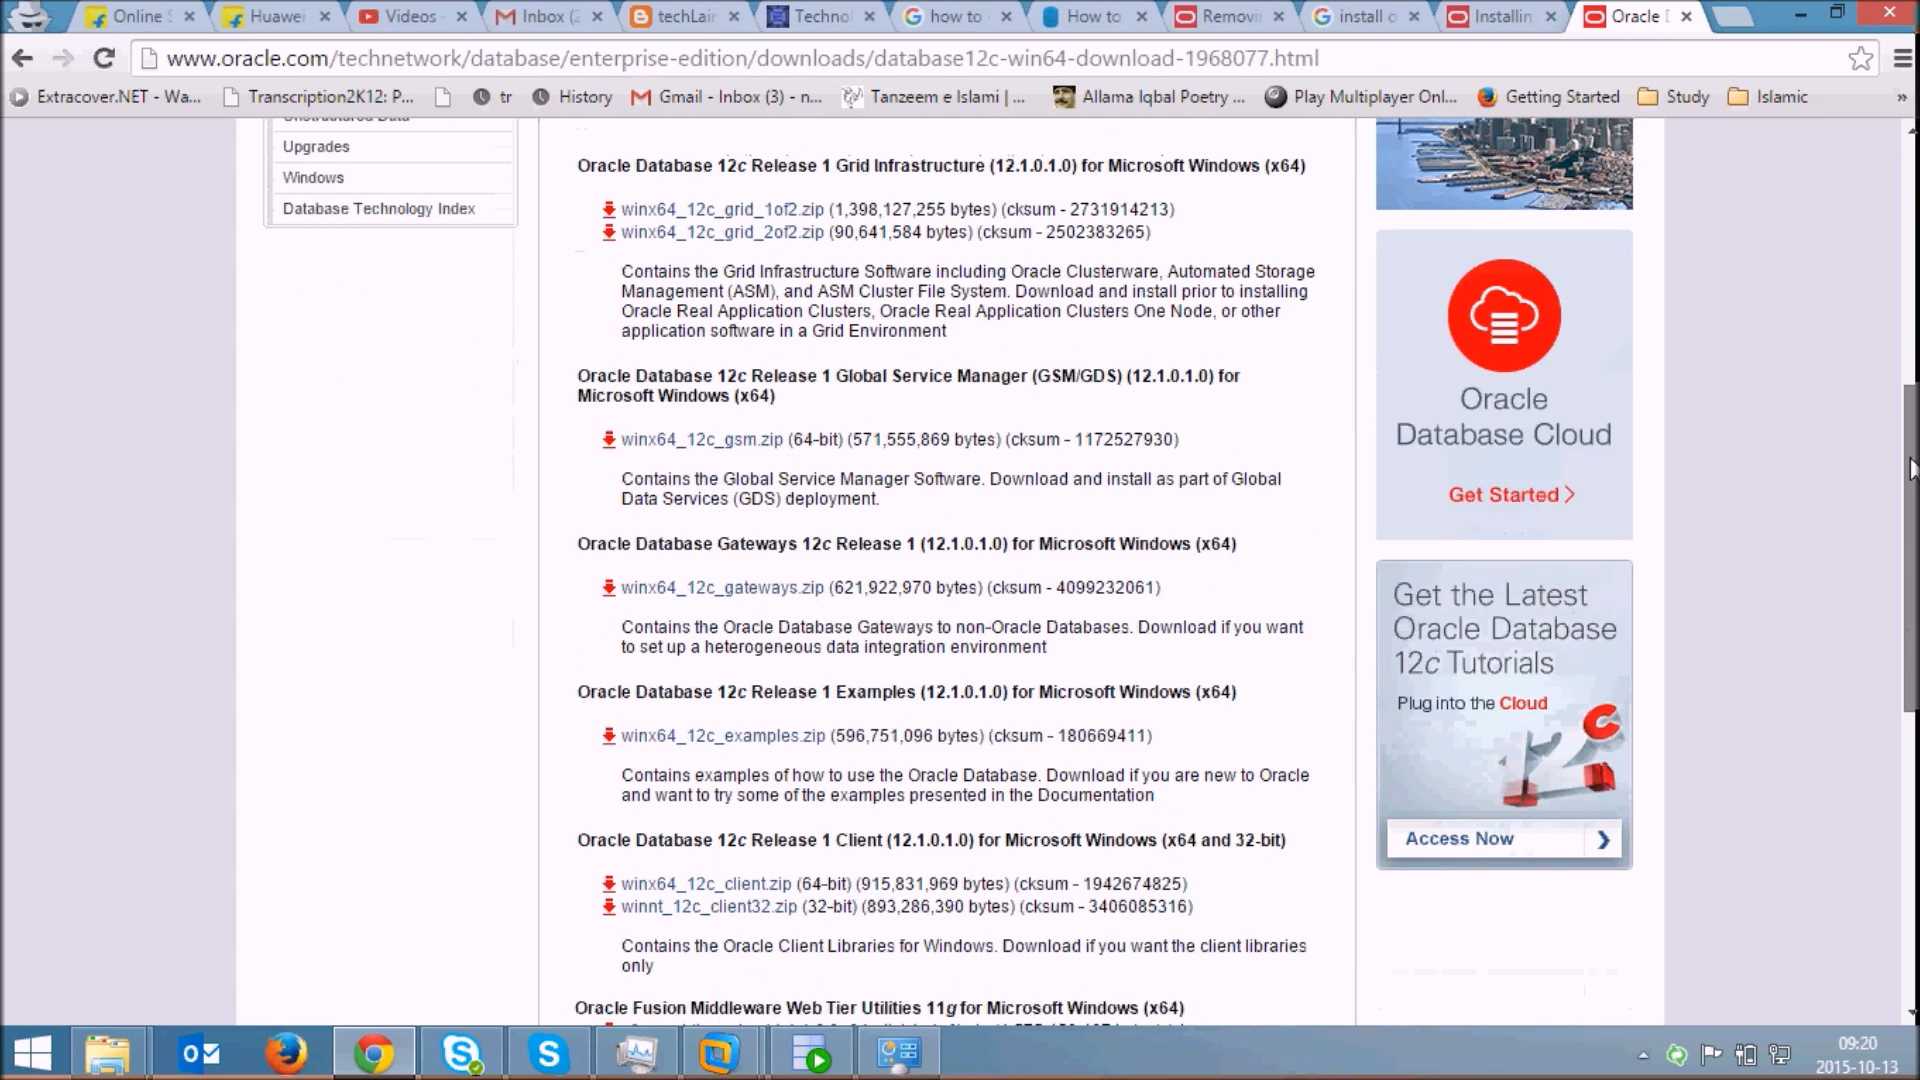 Online S
Huawei
Videos -
Inbox (2
techLair
Technol
how to
How to
Removi
install o
Installin
Oracle D
www.oracle.com/technetwork/database/enterprise-edition/downloads/database12c-win64-download-1968077.html
Extracover.NET - Wa...
Transcription2K12: P...
tr
History
Gmail - Inbox (3) - n...
Tanzeem e Islami | ...
Allama Iqbal Poetry ...
Play Multiplayer Onl...
Getting Started
Study
Islamic
»
Unstructured Data
Upgrades
Windows
Database Technology Index
Oracle Database 12c Release 1 Grid Infrastructure (12.1.0.1.0) for Microsoft Windows (x64)
winx64_12c_grid_1of2.zip (1,398,127,255 bytes) (cksum - 2731914213)
winx64_12c_grid_2of2.zip (90,641,584 bytes) (cksum - 2502383265)
Contains the Grid Infrastructure Software including Oracle Clusterware, Automated Storage
Management (ASM), and ASM Cluster File System. Download and install prior to installing
Oracle Real Application Clusters, Oracle Real Application Clusters One Node, or other
application software in a Grid Environment
Oracle Database 12c Release 1 Global Service Manager (GSM/GDS) (12.1.0.1.0) for
Microsoft Windows (x64)
winx64_12c_gsm.zip (64-bit) (571,555,869 bytes) (cksum - 1172527930)
Contains the Global Service Manager Software. Download and install as part of Global
Data Services (GDS) deployment.
Oracle Database Gateways 12c Release 1 (12.1.0.1.0) for Microsoft Windows (x64)
winx64_12c_gateways.zip (621,922,970 bytes) (cksum - 4099232061)
Contains the Oracle Database Gateways to non-Oracle Databases. Download if you want
to set up a heterogeneous data integration environment
Oracle Database 12c Release 1 Examples (12.1.0.1.0) for Microsoft Windows (x64)
winx64_12c_examples.zip (596,751,096 bytes) (cksum - 180669411)
Contains examples of how to use the Oracle Database. Download if you are new to Oracle
and want to try some of the examples presented in the Documentation
Oracle Database 12c Release 1 Client (12.1.0.1.0) for Microsoft Windows (x64 and 32-bit)
winx64_12c_client.zip (64-bit) (915,831,969 bytes) (cksum - 1942674825)
winnt_12c_client32.zip (32-bit) (893,286,390 bytes) (cksum - 3406085316)
Contains the Oracle Client Libraries for Windows. Download if you want the client libraries
only
Oracle Fusion Middleware Web Tier Utilities 11g for Microsoft Windows (x64)
Oracle
Database Cloud
Get Started >
Get the Latest
Oracle Database
12c Tutorials
Plug into the Cloud
12c
Access Now
09:20
2015-10-13